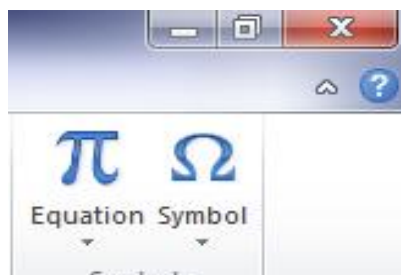 ?
π Ω
Equation Symbol